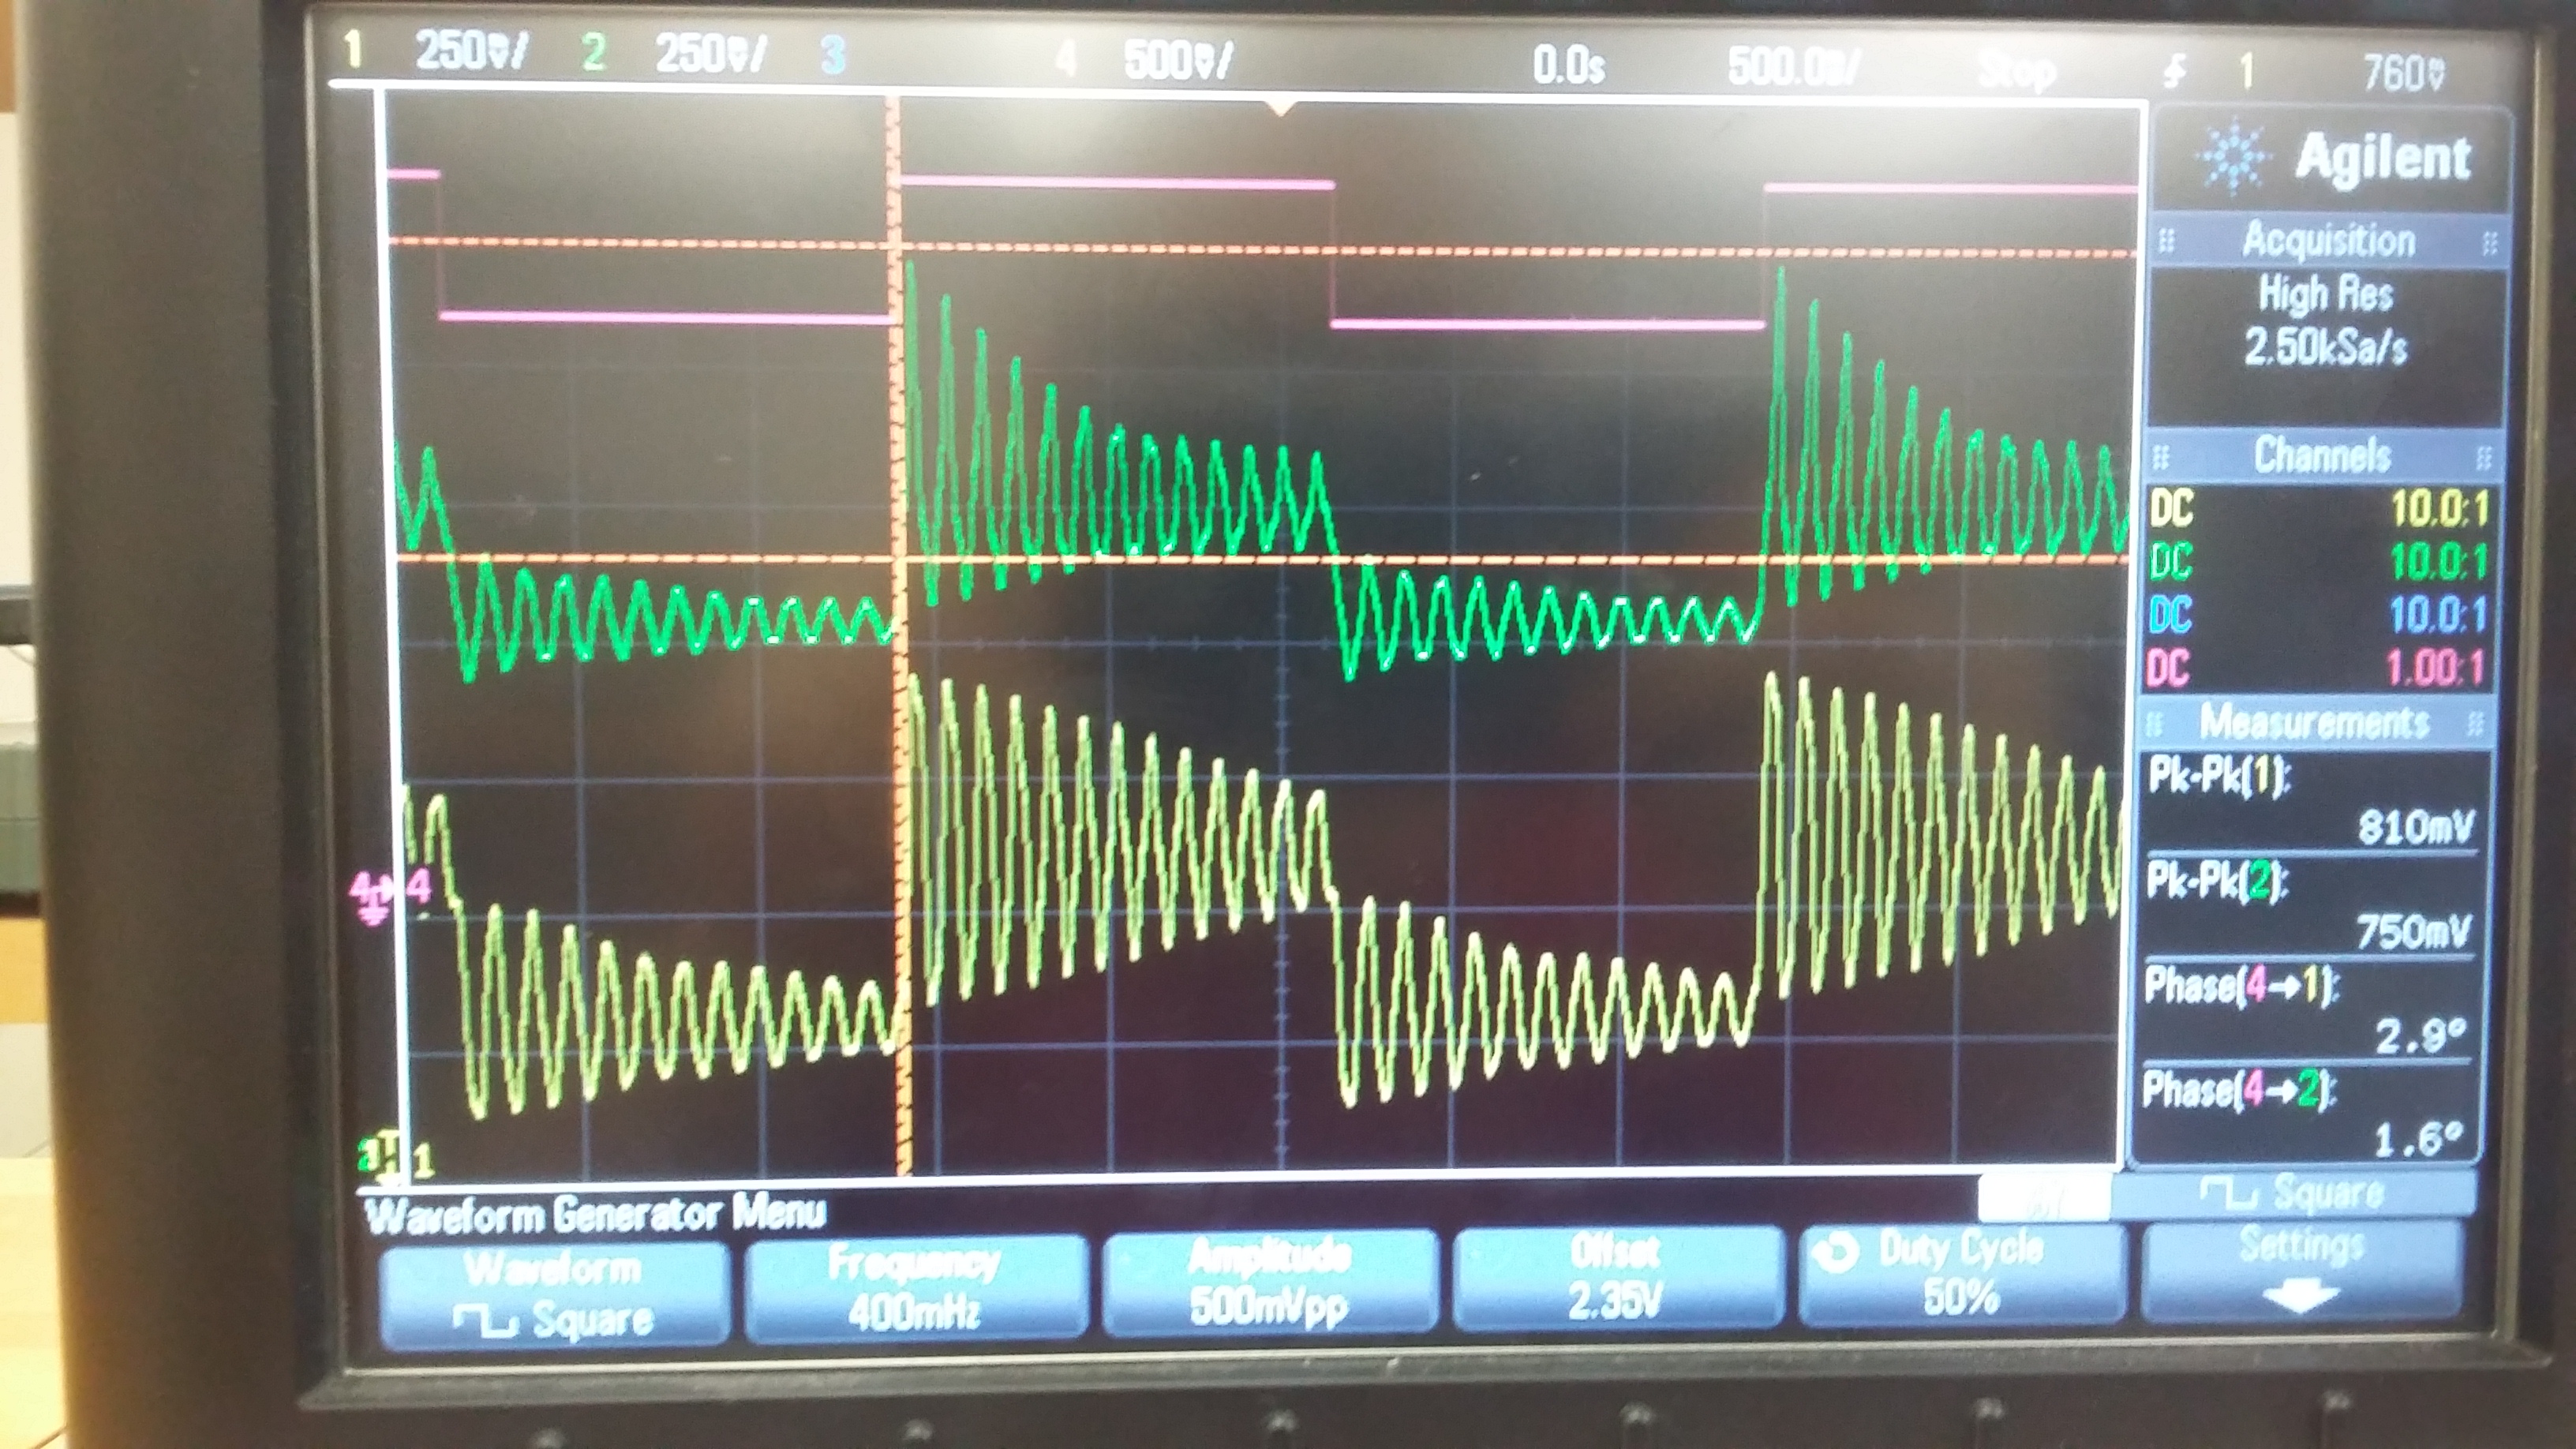 1 250mV/ 2 250mV/ 3 4 500mV/ 0.0s 500.0ms/ Stop 1 760mV
Agilent
Acquisition
High Res
2.50kSa/s
Channels
DC 10.0:1
DC 10.0:1
DC 10.0:1
DC 1.00:1
Measurements
Pk-Pk(1):
810mV
Pk-Pk(2):
750mV
Phase(4→1):
2.9°
Phase(4→2):
1.6°
4 4
1
Square
Waveform Generator Menu
Waveform Frequency Amplitude Offset Duty Cycle Settings
Square 400mHz 500mVpp 2.35V 50%